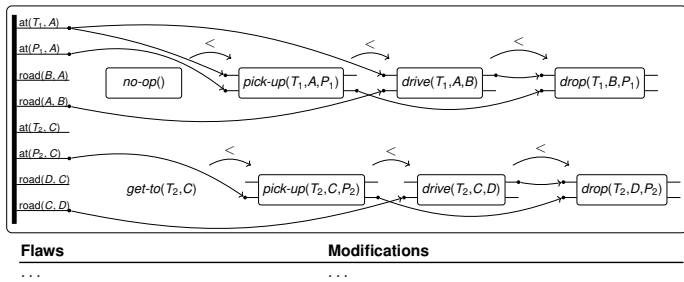 at(T₁, A)
at(P₁, A)
road(B, A)
road(A, B)
at(T₂, C)
at(P₂, C)
road(D, C)
road(C, D)
< < <
no-op() pick-up(T₁,A,P₁) drive(T₁,A,B) drop(T₁,B,P₁)
< < <
get-to(T₂,C) pick-up(T₂,C,P₂) drive(T₂,C,D) drop(T₂,D,P₂)
Flaws Modifications
. . . . . .